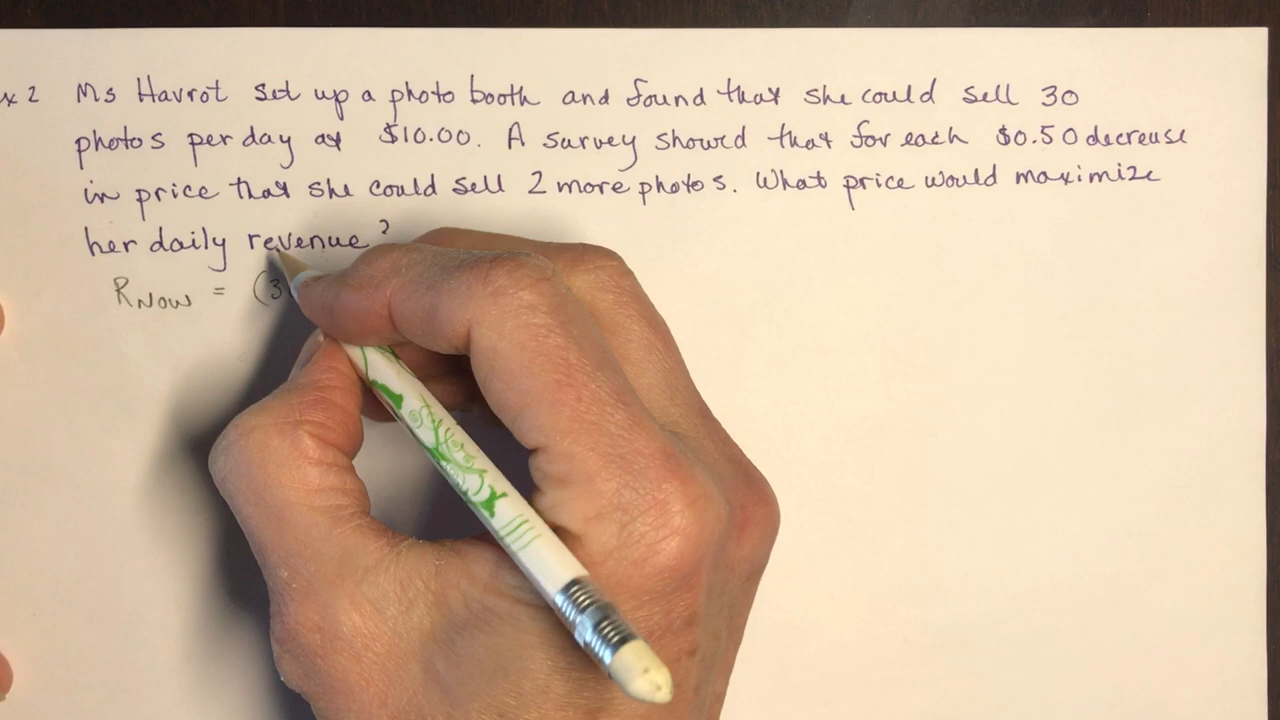 x 2 Ms Havrot set up a photo booth and found that she could sell 30
photos per day at $10.00. A survey showed that for each $0.50 decrease
in price that she could sell 2 more photos. What price would maximize
her daily revenue?
RNOW = (3